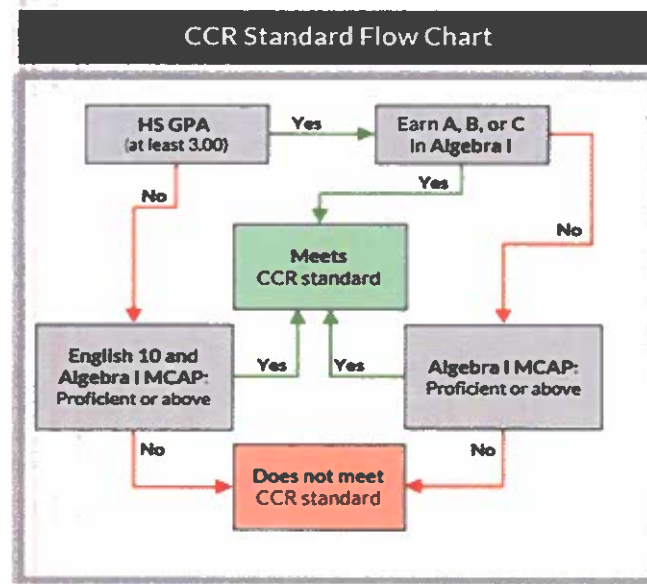 CCR Standard Flow Chart
HS GPA
(at least 3.00)
Yes
Earn A, B, or C
in Algebra I
No
Yes
No
Meets
CCR standard
English 10 and
Algebra I MCAP:
Proficient or above
Yes
Yes
Algebra I MCAP:
Proficient or above
No
No
Does not meet
CCR standard